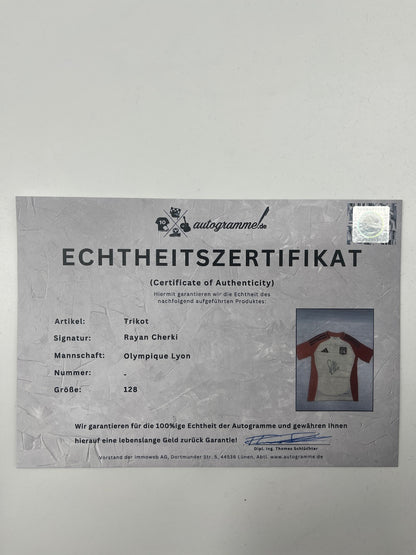 10
autogramme.de
ECHTHEITSZERTIFIKAT
(Certificate of Authenticity)
Hiermit garantieren wir die Echtheit des
nachfolgend aufgeführten Produktes:
Artikel: Trikot
Signatur: Rayan Cherki
Mannschaft: Olympique Lyon
Nummer: -
Größe: 128
Wir garantieren für die 100%ige Echtheit der Autogramme und gewähren Ihnen
hierauf eine lebenslange Geld zurück Garantie!
Dipl. Ing. Thomas Schlüchter
Vorstand der immoweb AG, Dortmunder Str. 5, 44536 Lünen, Abtl. www.autogramme.de